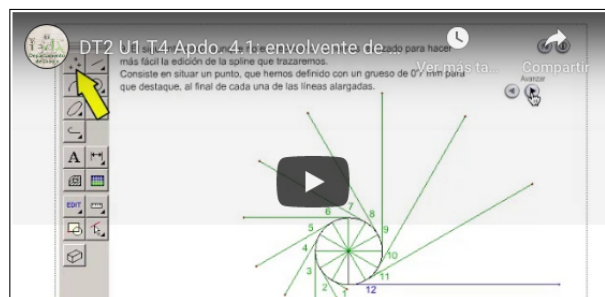 DT2 U1 T4 Apdo. 4.1: envolvente de...
Ver más ta... Compartir
más fácil la edición de la spline que trazaremos.
Consiste en situar un punto, que hemos definido con un grueso de 0'7 mm para
que destaque, al final de cada una de las líneas alargadas.
Avanzar
A
EDIT
6 7 8
5 9
4 10
3 11
2 1 12